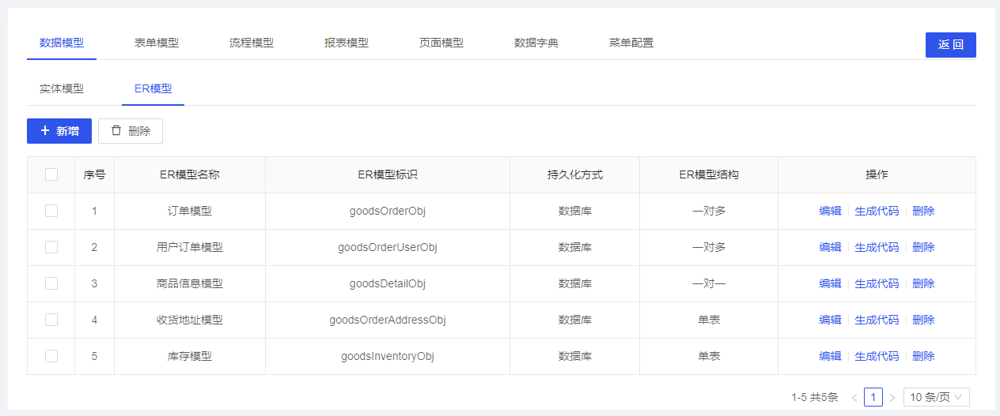 数据模型 表单模型 流程模型 报表模型 页面模型 数据字典 菜单配置 返 回
实体模型 ER模型
新增 删除
序号 ER模型名称 ER模型标识 持久化方式 ER模型结构 操作
1 订单模型 goodsOrderObj 数据库 一对多 编辑 生成代码 删除
2 用户订单模型 goodsOrderUserObj 数据库 一对多 编辑 生成代码 删除
3 商品信息模型 goodsDetailObj 数据库 一对一 编辑 生成代码 删除
4 收货地址模型 goodsOrderAddressObj 数据库 单表 编辑 生成代码 删除
5 库存模型 goodsInventoryObj 数据库 单表 编辑 生成代码 删除
1-5 共5条 < 1 > 10 条/页